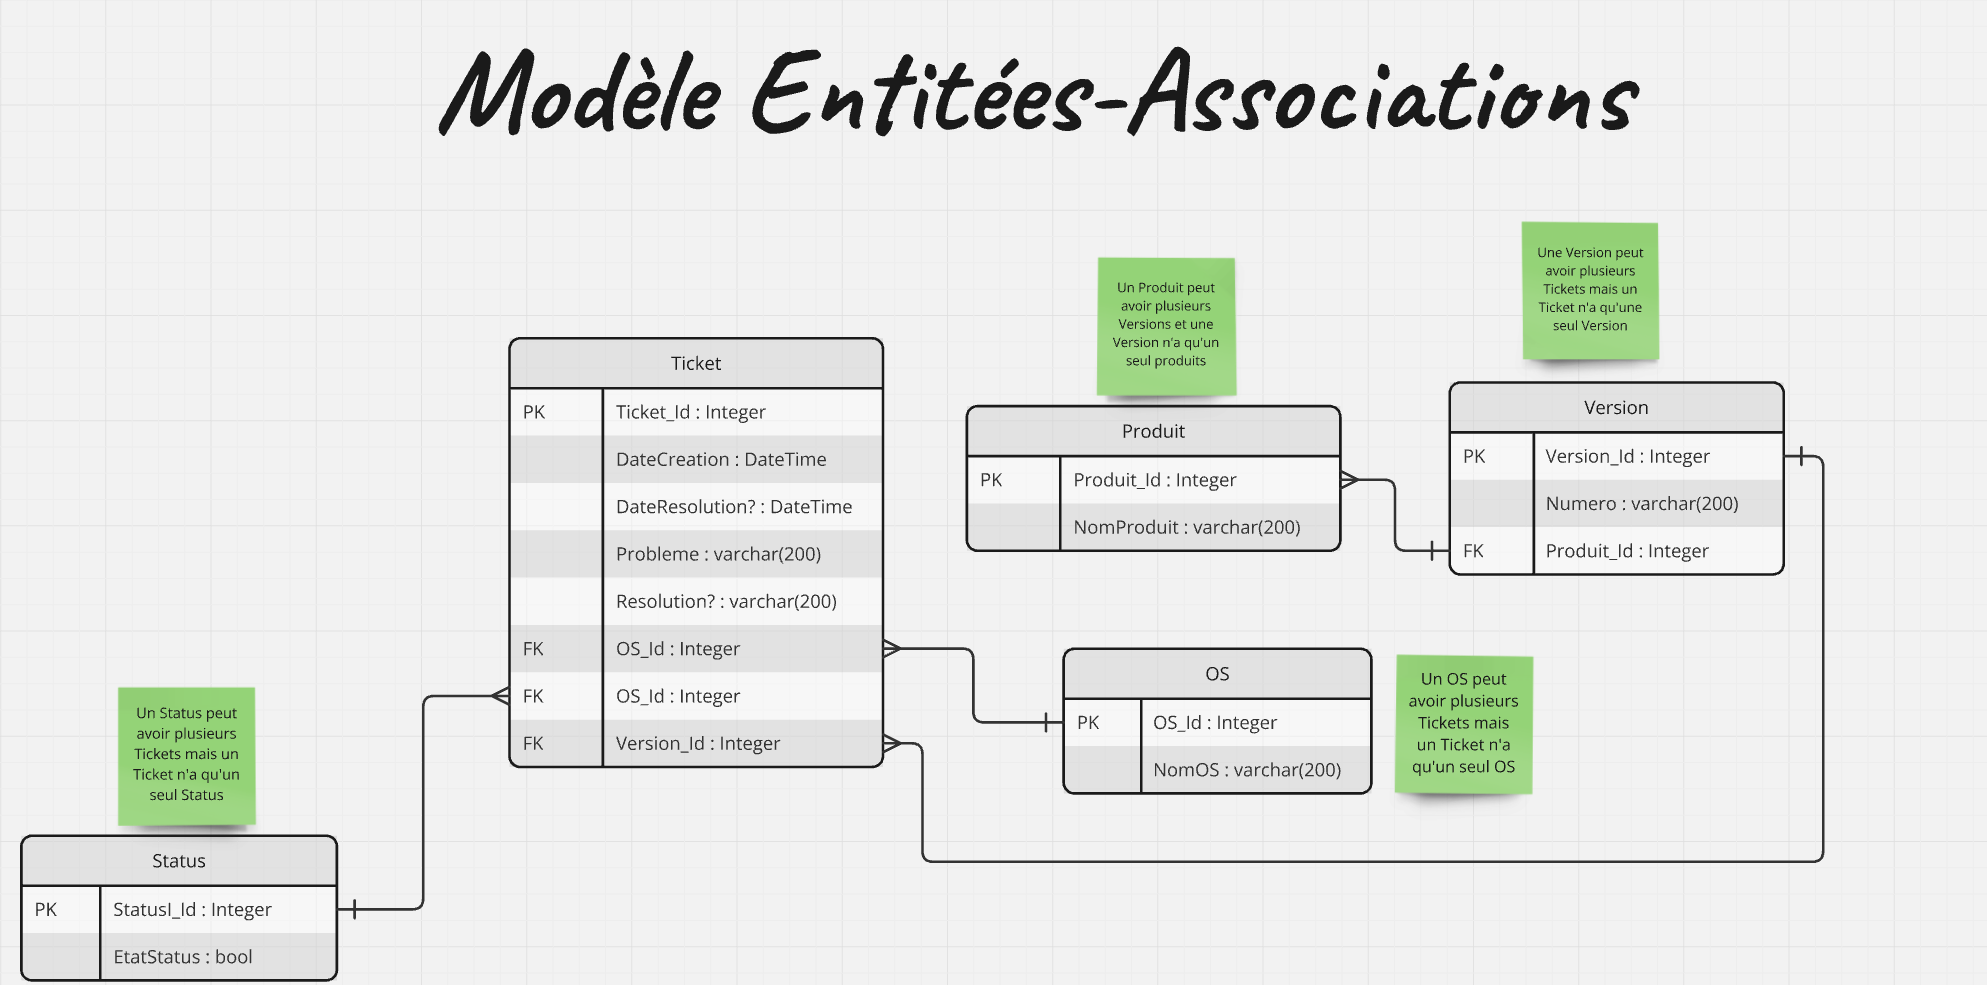 Modèle Entitées-Associations
Une Version peut
avoir plusieurs
Tickets mais un
Ticket n'a qu'une
seul Version
Un Produit peut
avoir plusieurs
Versions et une
Version n'a qu'un
seul produits
Ticket
PK Ticket_Id : Integer
DateCreation : DateTime
DateResolution? : DateTime
Probleme : varchar(200)
Resolution? : varchar(200)
FK OS_Id : Integer
FK OS_Id : Integer
FK Version_Id : Integer
Produit
PK Produit_Id : Integer
NomProduit : varchar(200)
Version
PK Version_Id : Integer
Numero : varchar(200)
FK Produit_Id : Integer
OS
PK OS_Id : Integer
NomOS : varchar(200)
Un OS peut
avoir plusieurs
Tickets mais
un Ticket n'a
qu'un seul OS
Un Status peut
avoir plusieurs
Tickets mais un
Ticket n'a qu'un
seul Status
Status
PK StatusI_Id : Integer
EtatStatus : bool